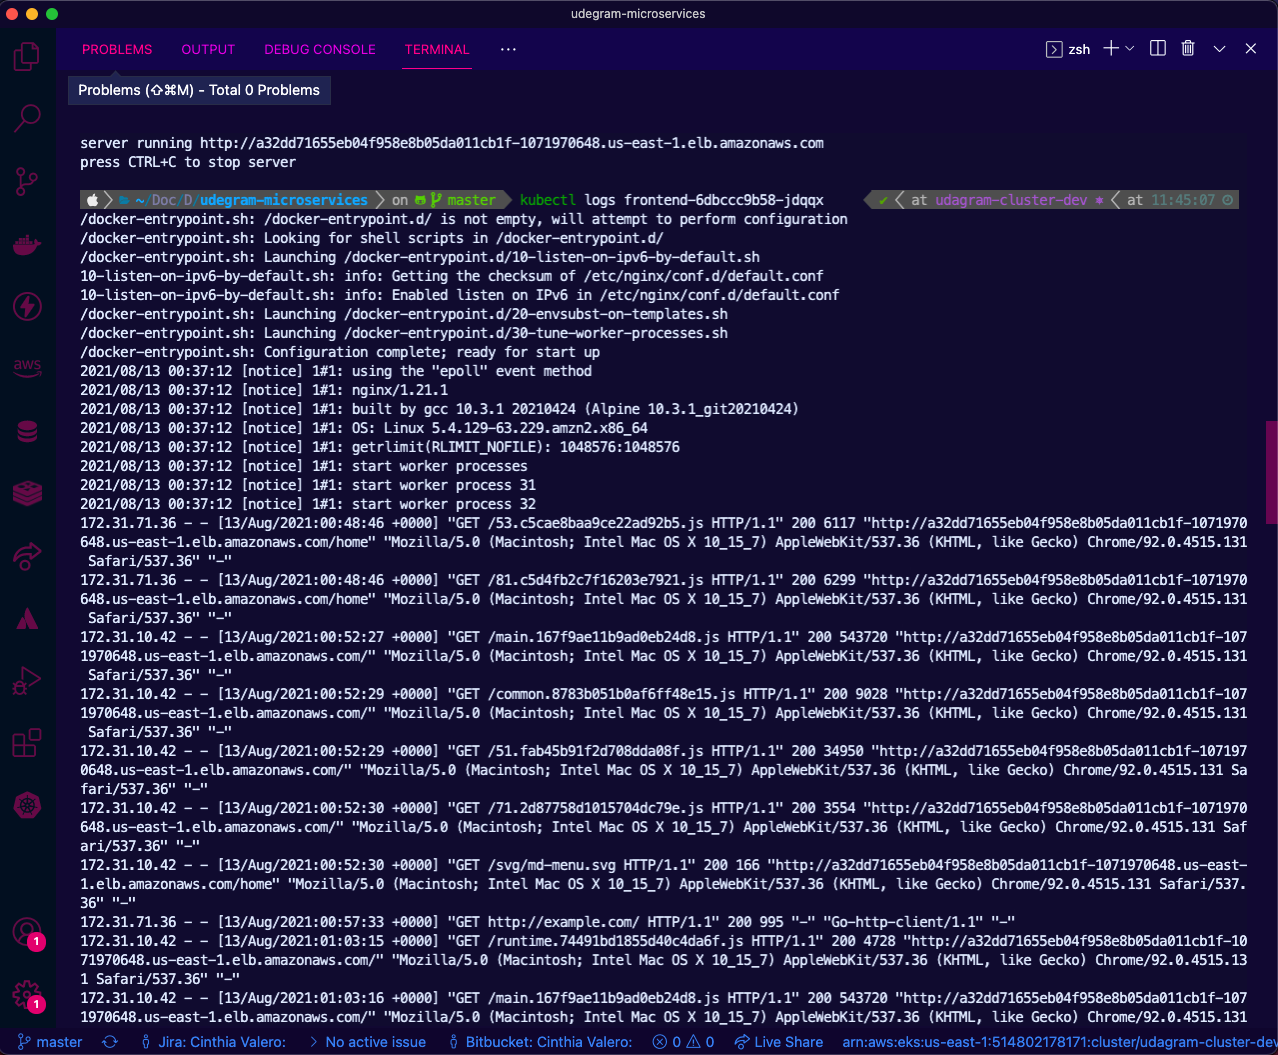 udegram-microservices
PROBLEMS OUTPUT DEBUG CONSOLE TERMINAL ··· zsh
Problems (⇧⌘M) - Total 0 Problems
server running http://a32dd71655eb04f958e8b05da011cb1f-1071970648.us-east-1.elb.amazonaws.com
press CTRL+C to stop server
~/Doc/D/udegram-microservices on master kubectl logs frontend-6dbccc9b58-jdqqx ✔ at udagram-cluster-dev at 11:45:07
/docker-entrypoint.sh: /docker-entrypoint.d/ is not empty, will attempt to perform configuration
/docker-entrypoint.sh: Looking for shell scripts in /docker-entrypoint.d/
/docker-entrypoint.sh: Launching /docker-entrypoint.d/10-listen-on-ipv6-by-default.sh
10-listen-on-ipv6-by-default.sh: info: Getting the checksum of /etc/nginx/conf.d/default.conf
10-listen-on-ipv6-by-default.sh: info: Enabled listen on IPv6 in /etc/nginx/conf.d/default.conf
/docker-entrypoint.sh: Launching /docker-entrypoint.d/20-envsubst-on-templates.sh
/docker-entrypoint.sh: Launching /docker-entrypoint.d/30-tune-worker-processes.sh
/docker-entrypoint.sh: Configuration complete; ready for start up
2021/08/13 00:37:12 [notice] 1#1: using the "epoll" event method
2021/08/13 00:37:12 [notice] 1#1: nginx/1.21.1
2021/08/13 00:37:12 [notice] 1#1: built by gcc 10.3.1 20210424 (Alpine 10.3.1_git20210424)
2021/08/13 00:37:12 [notice] 1#1: OS: Linux 5.4.129-63.229.amzn2.x86_64
2021/08/13 00:37:12 [notice] 1#1: getrlimit(RLIMIT_NOFILE): 1048576:1048576
2021/08/13 00:37:12 [notice] 1#1: start worker processes
2021/08/13 00:37:12 [notice] 1#1: start worker process 31
2021/08/13 00:37:12 [notice] 1#1: start worker process 32
172.31.71.36 - - [13/Aug/2021:00:48:46 +0000] "GET /53.c5cae8baa9ce22ad92b5.js HTTP/1.1" 200 6117 "http://a32dd71655eb04f958e8b05da011cb1f-1071970
648.us-east-1.elb.amazonaws.com/home" "Mozilla/5.0 (Macintosh; Intel Mac OS X 10_15_7) AppleWebKit/537.36 (KHTML, like Gecko) Chrome/92.0.4515.131
Safari/537.36" "-"
172.31.71.36 - - [13/Aug/2021:00:48:46 +0000] "GET /81.c5d4fb2c7f16203e7921.js HTTP/1.1" 200 6299 "http://a32dd71655eb04f958e8b05da011cb1f-1071970
648.us-east-1.elb.amazonaws.com/home" "Mozilla/5.0 (Macintosh; Intel Mac OS X 10_15_7) AppleWebKit/537.36 (KHTML, like Gecko) Chrome/92.0.4515.131
Safari/537.36" "-"
172.31.10.42 - - [13/Aug/2021:00:52:27 +0000] "GET /main.167f9ae11b9ad0eb24d8.js HTTP/1.1" 200 543720 "http://a32dd71655eb04f958e8b05da011cb1f-107
1970648.us-east-1.elb.amazonaws.com/" "Mozilla/5.0 (Macintosh; Intel Mac OS X 10_15_7) AppleWebKit/537.36 (KHTML, like Gecko) Chrome/92.0.4515.131
Safari/537.36" "-"
172.31.10.42 - - [13/Aug/2021:00:52:29 +0000] "GET /common.8783b051b0af6ff48e15.js HTTP/1.1" 200 9028 "http://a32dd71655eb04f958e8b05da011cb1f-107
1970648.us-east-1.elb.amazonaws.com/" "Mozilla/5.0 (Macintosh; Intel Mac OS X 10_15_7) AppleWebKit/537.36 (KHTML, like Gecko) Chrome/92.0.4515.131
Safari/537.36" "-"
172.31.10.42 - - [13/Aug/2021:00:52:29 +0000] "GET /51.fab45b91f2d708dda08f.js HTTP/1.1" 200 34950 "http://a32dd71655eb04f958e8b05da011cb1f-107197
0648.us-east-1.elb.amazonaws.com/" "Mozilla/5.0 (Macintosh; Intel Mac OS X 10_15_7) AppleWebKit/537.36 (KHTML, like Gecko) Chrome/92.0.4515.131 Sa
fari/537.36" "-"
172.31.10.42 - - [13/Aug/2021:00:52:30 +0000] "GET /71.2d87758d1015704dc79e.js HTTP/1.1" 200 3554 "http://a32dd71655eb04f958e8b05da011cb1f-1071970
648.us-east-1.elb.amazonaws.com/" "Mozilla/5.0 (Macintosh; Intel Mac OS X 10_15_7) AppleWebKit/537.36 (KHTML, like Gecko) Chrome/92.0.4515.131 Saf
ari/537.36" "-"
172.31.10.42 - - [13/Aug/2021:00:52:30 +0000] "GET /svg/md-menu.svg HTTP/1.1" 200 166 "http://a32dd71655eb04f958e8b05da011cb1f-1071970648.us-east-
1.elb.amazonaws.com/home" "Mozilla/5.0 (Macintosh; Intel Mac OS X 10_15_7) AppleWebKit/537.36 (KHTML, like Gecko) Chrome/92.0.4515.131 Safari/537.
36" "-"
172.31.71.36 - - [13/Aug/2021:00:57:33 +0000] "GET http://example.com/ HTTP/1.1" 200 995 "-" "Go-http-client/1.1" "-"
172.31.10.42 - - [13/Aug/2021:01:03:15 +0000] "GET /runtime.74491bd1855d40c4da6f.js HTTP/1.1" 200 4728 "http://a32dd71655eb04f958e8b05da011cb1f-10
71970648.us-east-1.elb.amazonaws.com/" "Mozilla/5.0 (Macintosh; Intel Mac OS X 10_15_7) AppleWebKit/537.36 (KHTML, like Gecko) Chrome/92.0.4515.13
1 Safari/537.36" "-"
172.31.10.42 - - [13/Aug/2021:01:03:16 +0000] "GET /main.167f9ae11b9ad0eb24d8.js HTTP/1.1" 200 543720 "http://a32dd71655eb04f958e8b05da011cb1f-107
1970648.us-east-1.elb.amazonaws.com/" "Mozilla/5.0 (Macintosh; Intel Mac OS X 10_15_7) AppleWebKit/537.36 (KHTML, like Gecko) Chrome/92.0.4515.131
aws
1
1
master Jira: Cinthia Valero: No active issue Bitbucket: Cinthia Valero: 0 0 Live Share arn:aws:eks:us-east-1:514802178171:cluster/udagram-cluster-dev